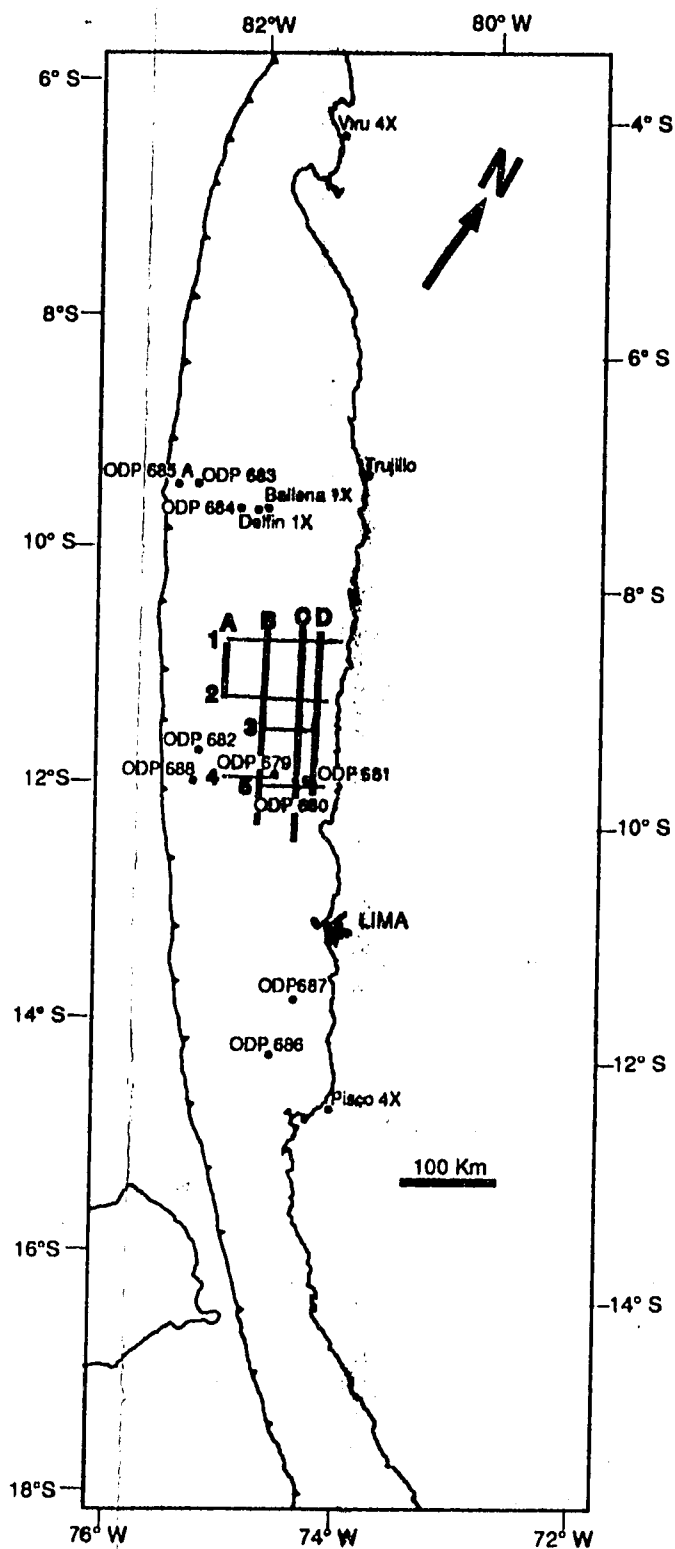 82°W
80°W
6° S
4° S
Viru 4X
N
8°S
6° S
ODP 685 A
ODP 683
Trujillo
Ballena 1X
ODP 684
Delfin 1X
10° S
8° S
A
B
C
D
1
2
3
ODP 682
ODP 679
ODP 688
4
ODP 681
12°S
5
ODP 680
10° S
LIMA
ODP687
14° S
ODP 686
12° S
Pisco 4X
100 Km
16°S
14° S
18°S
76° W
74° W
72° W